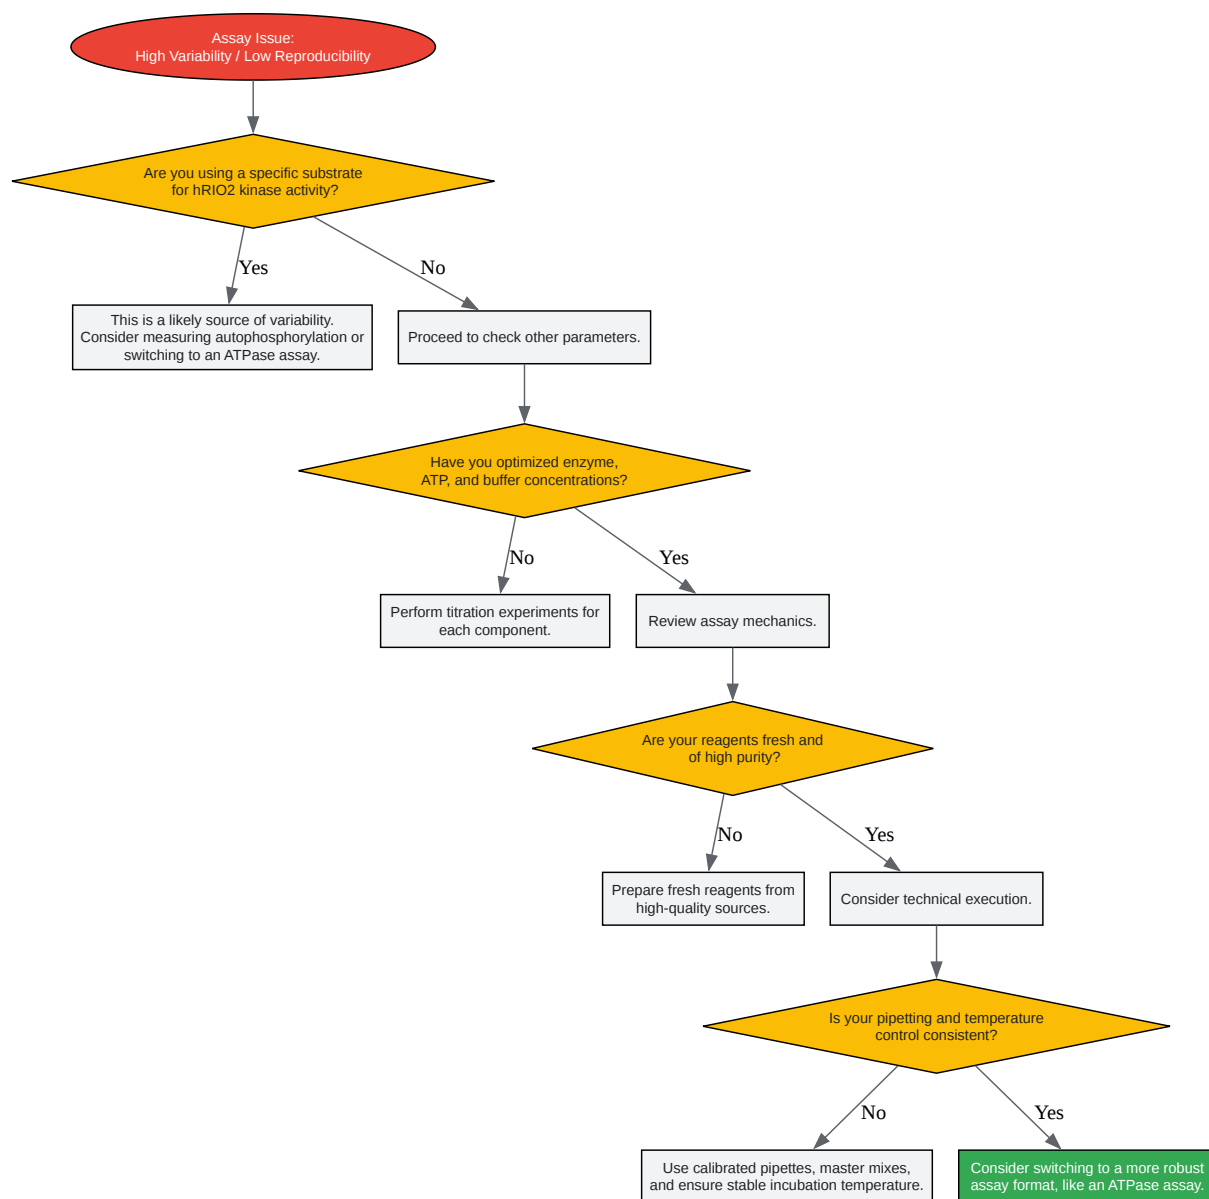 Assay Issue:
High Variability / Low Reproducibility
Are you using a specific substrate
for hRIO2 kinase activity?
Yes
No
This is a likely source of variability.
Consider measuring autophosphorylation or
switching to an ATPase assay.
Proceed to check other parameters.
Have you optimized enzyme,
ATP, and buffer concentrations?
No
Yes
Perform titration experiments for
each component.
Review assay mechanics.
Are your reagents fresh and
of high purity?
No
Yes
Prepare fresh reagents from
high-quality sources.
Consider technical execution.
Is your pipetting and temperature
control consistent?
No
Yes
Use calibrated pipettes, master mixes,
and ensure stable incubation temperature.
Consider switching to a more robust
assay format, like an ATPase assay.